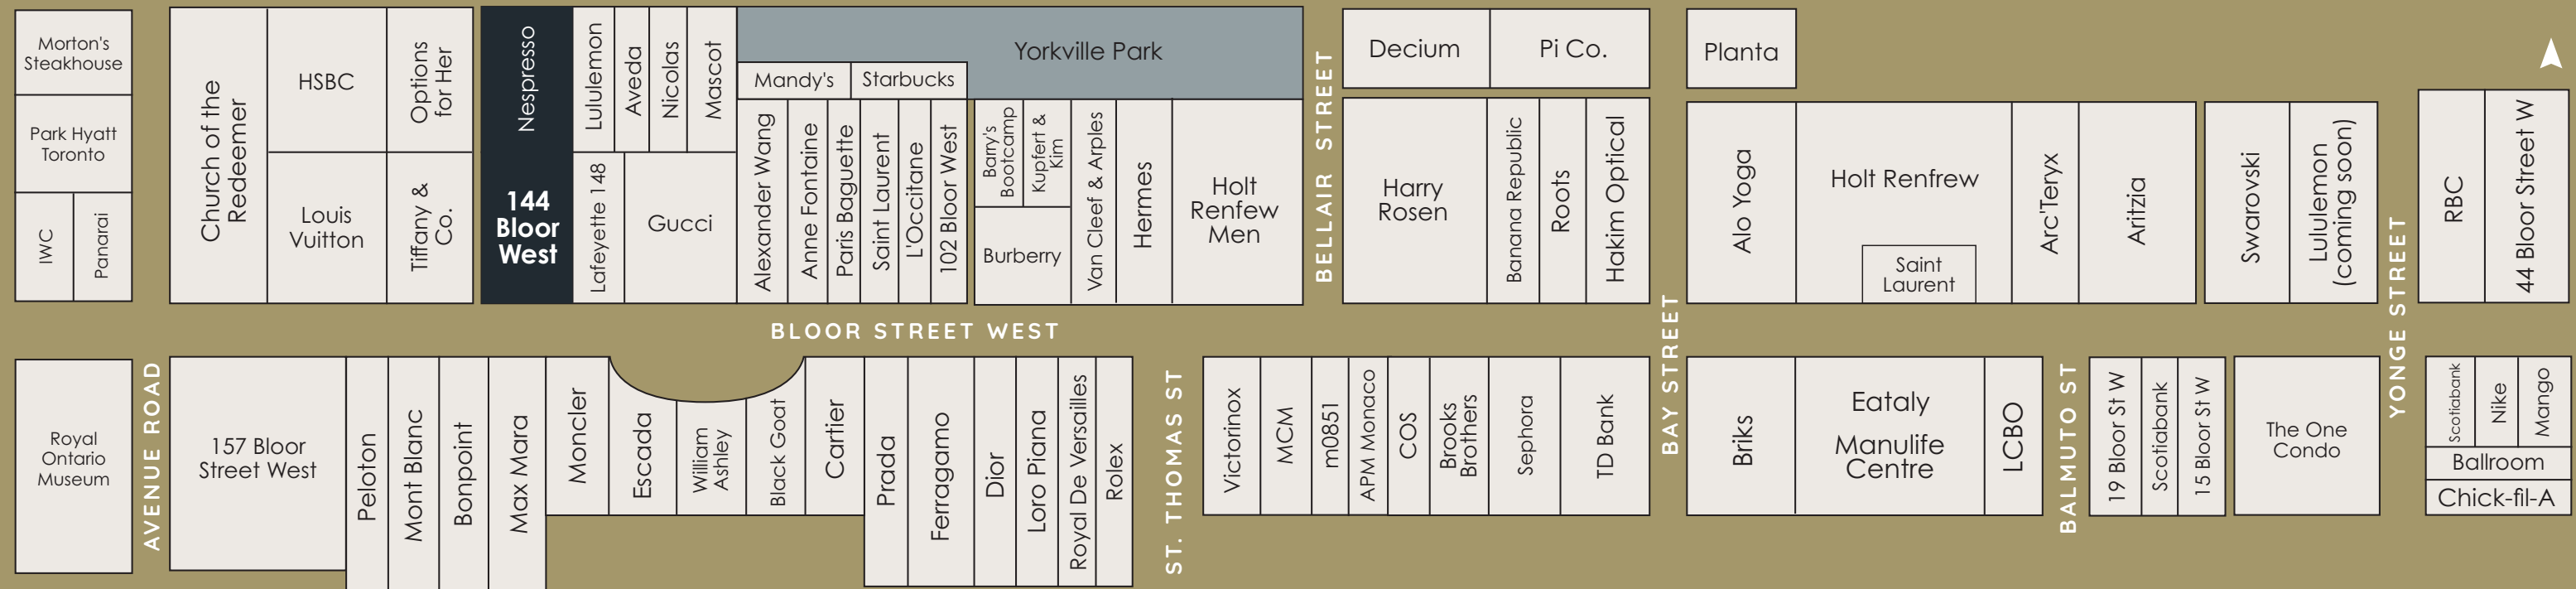 Morton's
Steakhouse
Park Hyatt
Toronto
IWC
Panarai
Church of the
Redeemer
HSBC
Options
for Her
Louis
Vuitton
Tiffany &
Co.
Nespresso
144
Bloor
West
Lululemon
Aveda
Nicolas
Mascot
Lafeyette 148
Gucci
Yorkville Park
Mandy's
Starbucks
Alexander Wang
Anne Fontaine
Paris Baguette
Saint Laurent
L'Occitane
102 Bloor West
Barry's
Bootcamp
Kupfert &
Kim
Burberry
Van Cleef & Arples
Hermes
Holt
Renfew
Men
BELLAIR STREET
Decium
Pi Co.
Harry
Rosen
Banana Republic
Roots
Hakim Optical
Planta
Alo Yoga
Holt Renfrew
Saint
Laurent
Arc'Teryx
Aritzia
Swarovski
Lululemon
(coming soon)
YONGE STREET
RBC
44 Bloor Street W
BLOOR STREET WEST
Royal
Ontario
Museum
AVENUE ROAD
157 Bloor
Street West
Peloton
Mont Blanc
Bonpoint
Max Mara
Moncler
Escada
William
Ashley
Black Goat
Cartier
Prada
Ferragamo
Dior
Loro Piana
Royal De Versailles
Rolex
ST. THOMAS ST
Victorinox
MCM
m0851
APM Monaco
COS
Brooks
Brothers
Sephora
TD Bank
BAY STREET
Briks
Eataly
Manulife
Centre
LCBO
BALMUTO ST
19 Bloor St W
Scotiabank
15 Bloor St W
The One
Condo
Scotiabank
Nike
Mango
Ballroom
Chick-fil-A